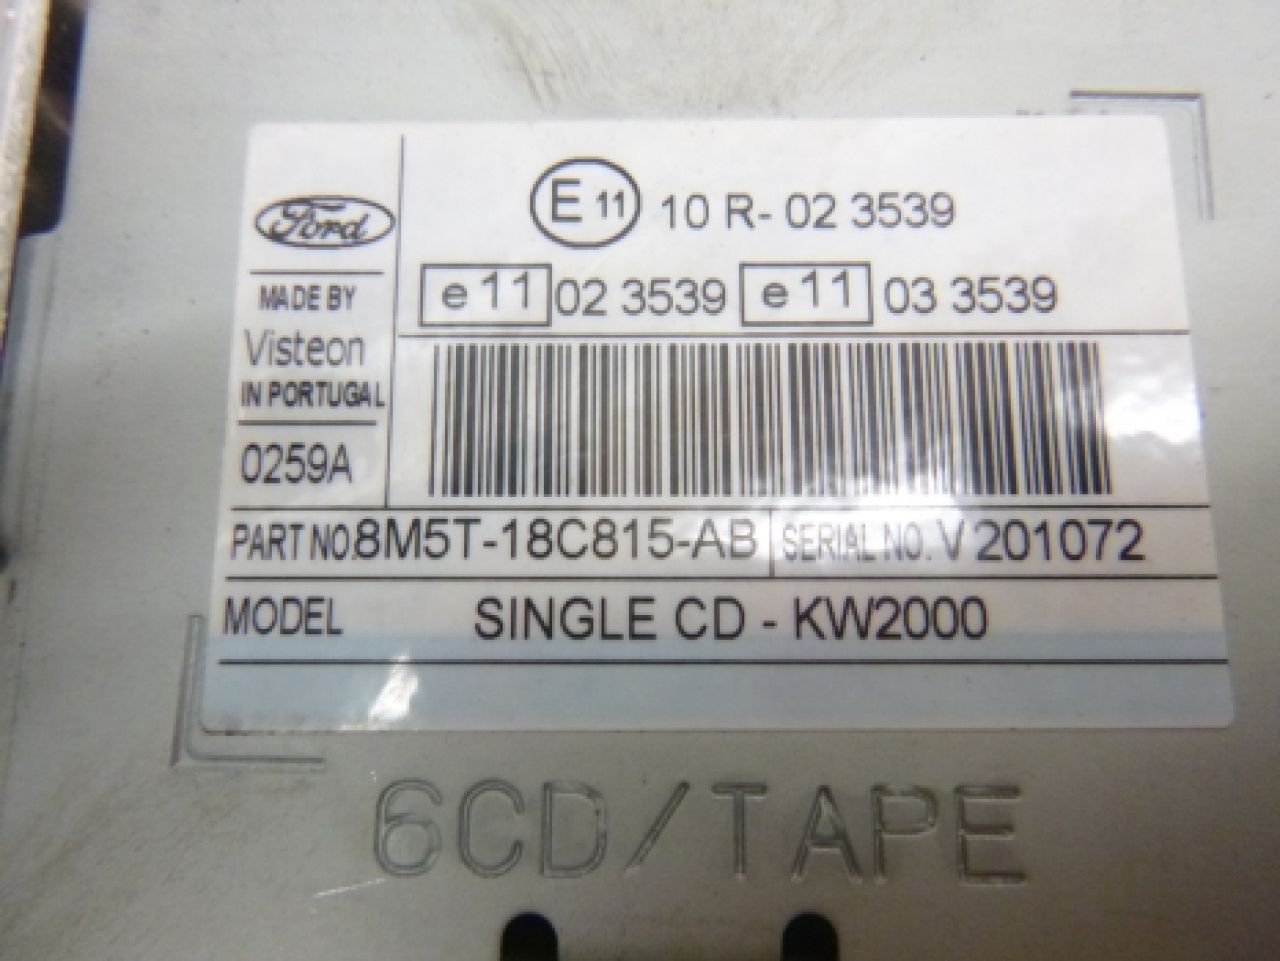 E 11 10 R- 02 3539
Ford
e 11 02 3539 e 11 03 3539
MADE BY
Visteon
IN PORTUGAL
0259A
PART NO. 8M5T-18C815-AB SERIAL NO. V201072
MODEL SINGLE CD - KW2000
6CD/TAPE